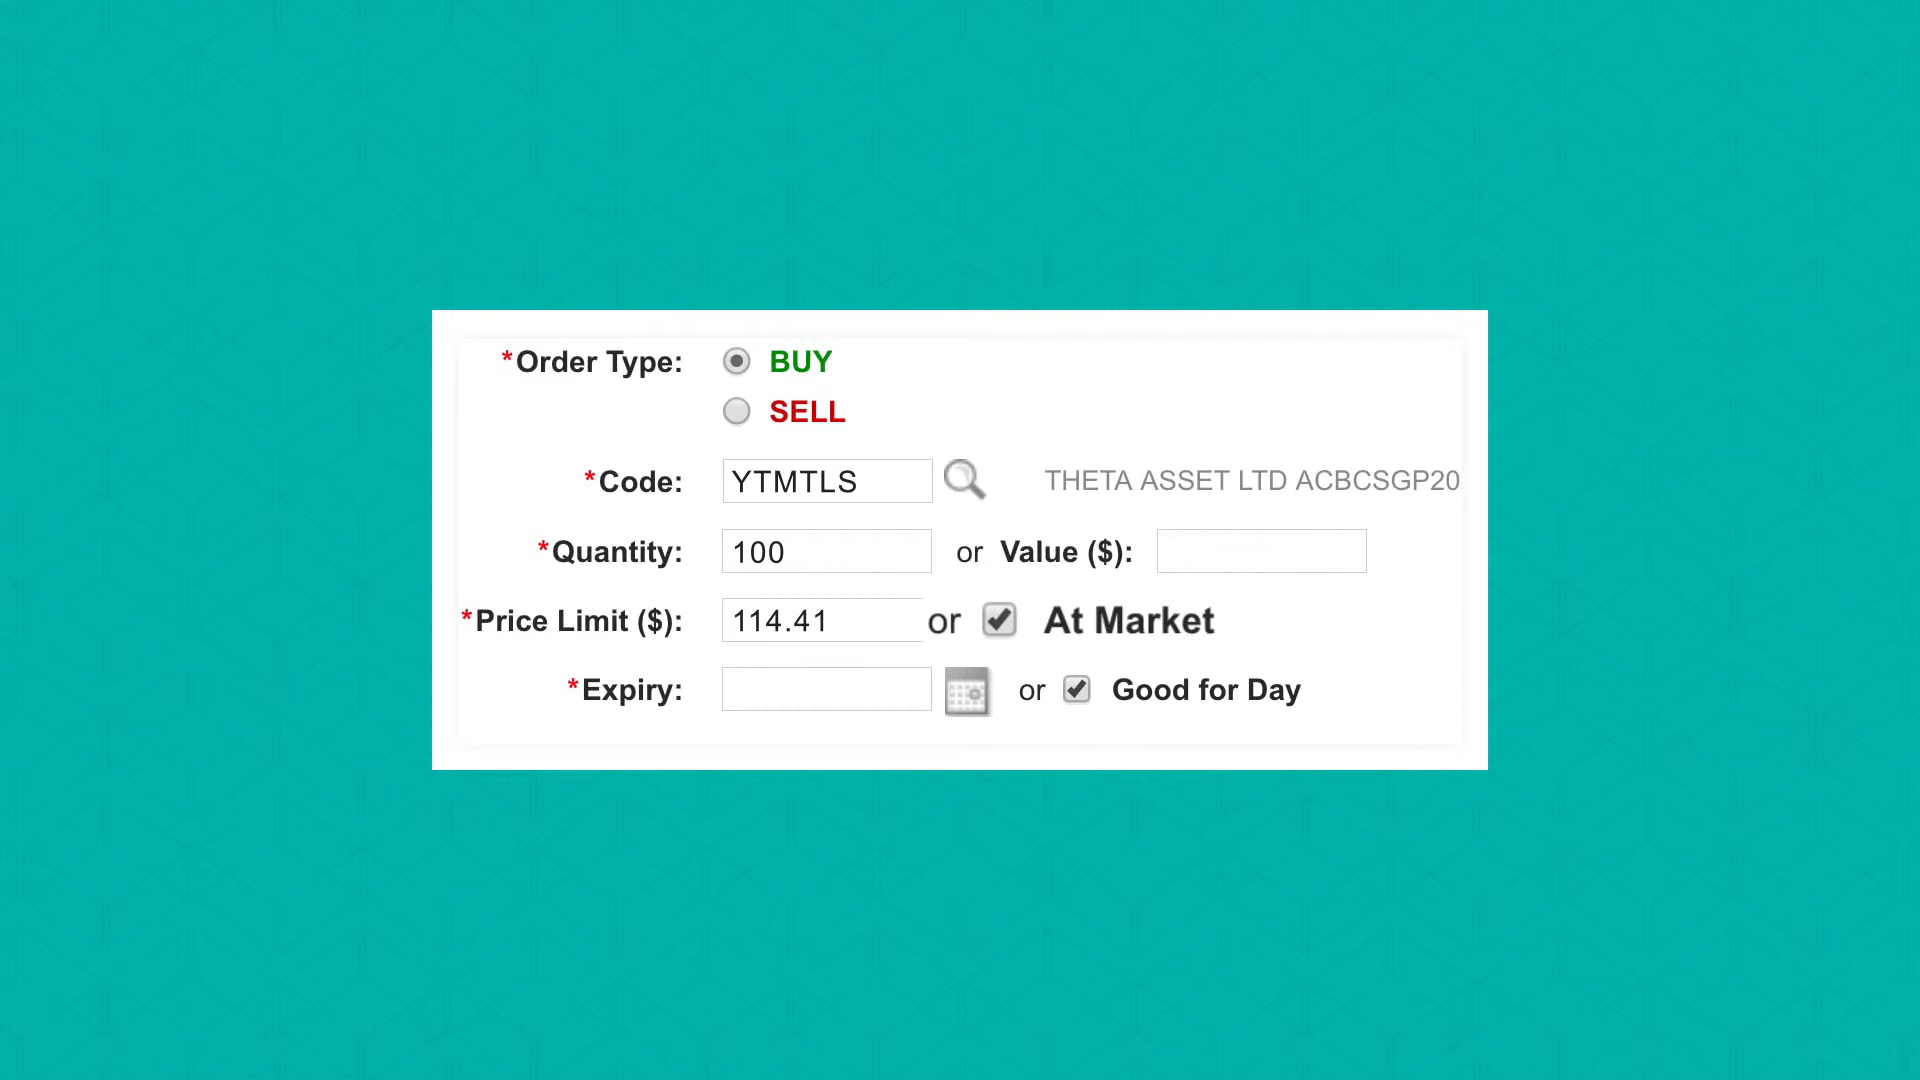 *Order Type: BUY
SELL
*Code: YTMTLS THETA ASSET LTD ACBCSGP20
*Quantity: 100 or Value ($):
*Price Limit ($): 114.41 or At Market
*Expiry: or Good for Day